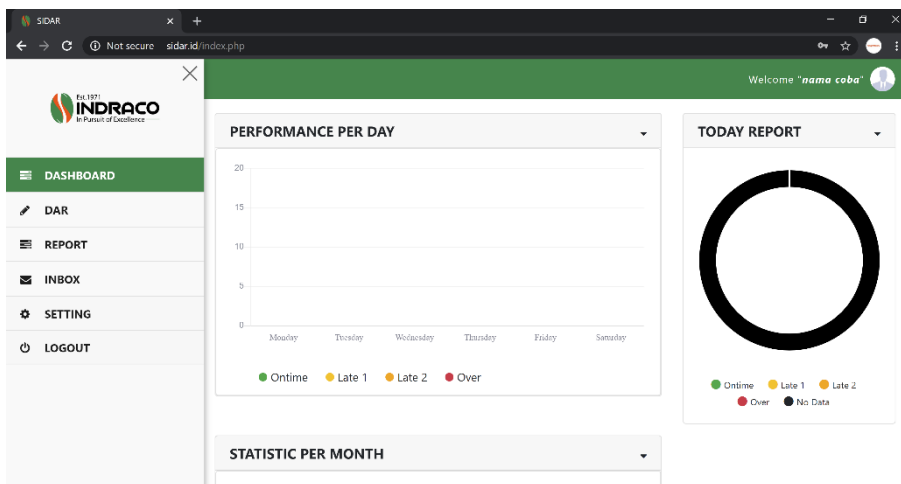 SIDAR
Not secure sidar.id/index.php
Est.1971
INDRACO
In Pursuit of Excellence
Welcome "nama coba"
DASHBOARD
DAR
REPORT
INBOX
SETTING
LOGOUT
PERFORMANCE PER DAY
20
15
10
5
0
Monday Tuesday Wednesday Thursday Friday Saturday
Ontime Late 1 Late 2 Over
TODAY REPORT
Ontime Late 1 Late 2
Over No Data
STATISTIC PER MONTH